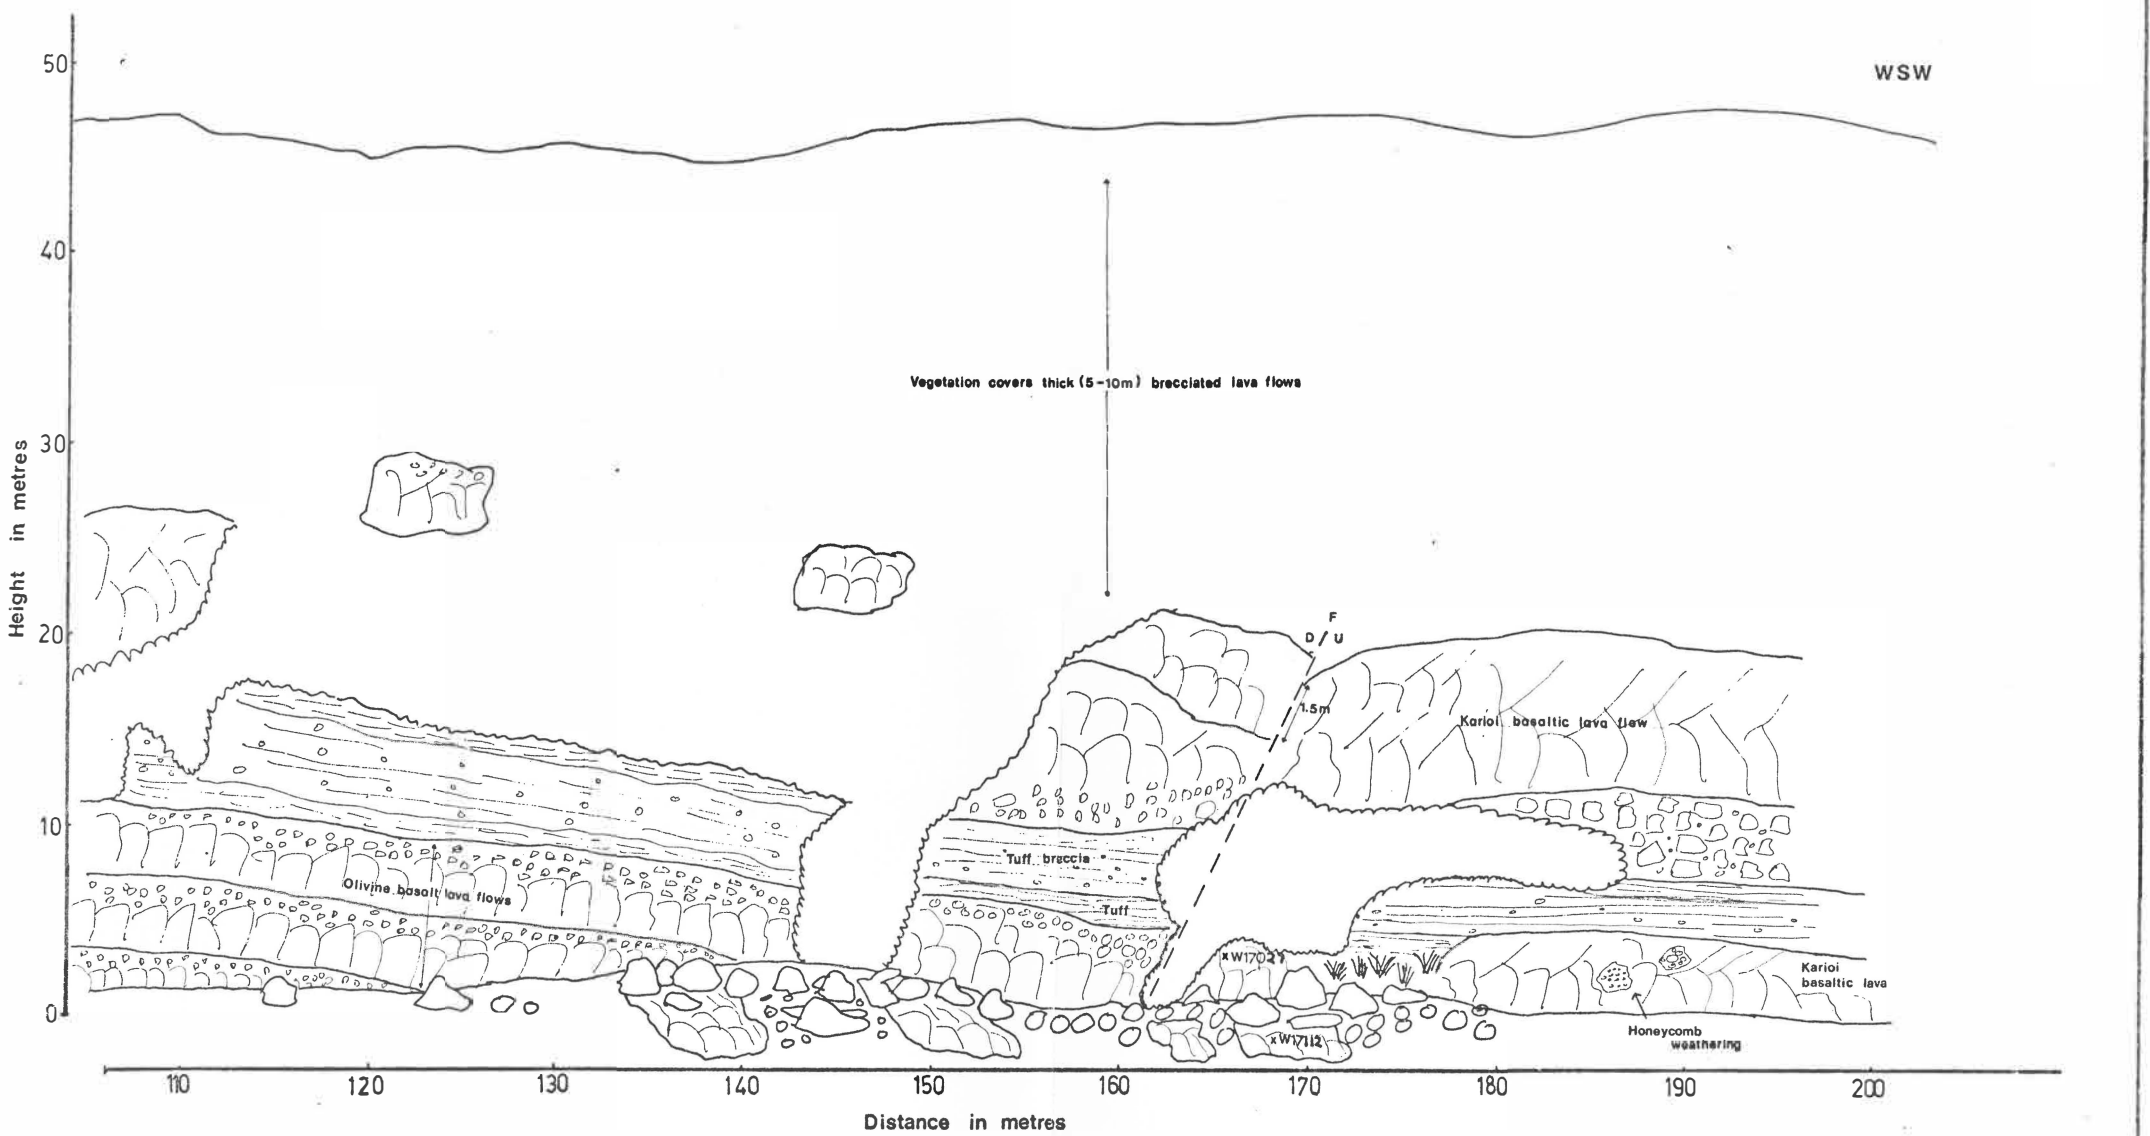 50
WSW
40
Vegetation covers thick (5-10m) brecciated lava flows
30
Height in metres
20
F
D / U
1.5m
Karioi basaltic lava flow
10
Tuff breccia
Olivine basalt lava flows
Tuff
xW17027
Karioi
basaltic lava
0
Honeycomb
weathering
xW17112
110 120 130 140 150 160 170 180 190 200
Distance in metres